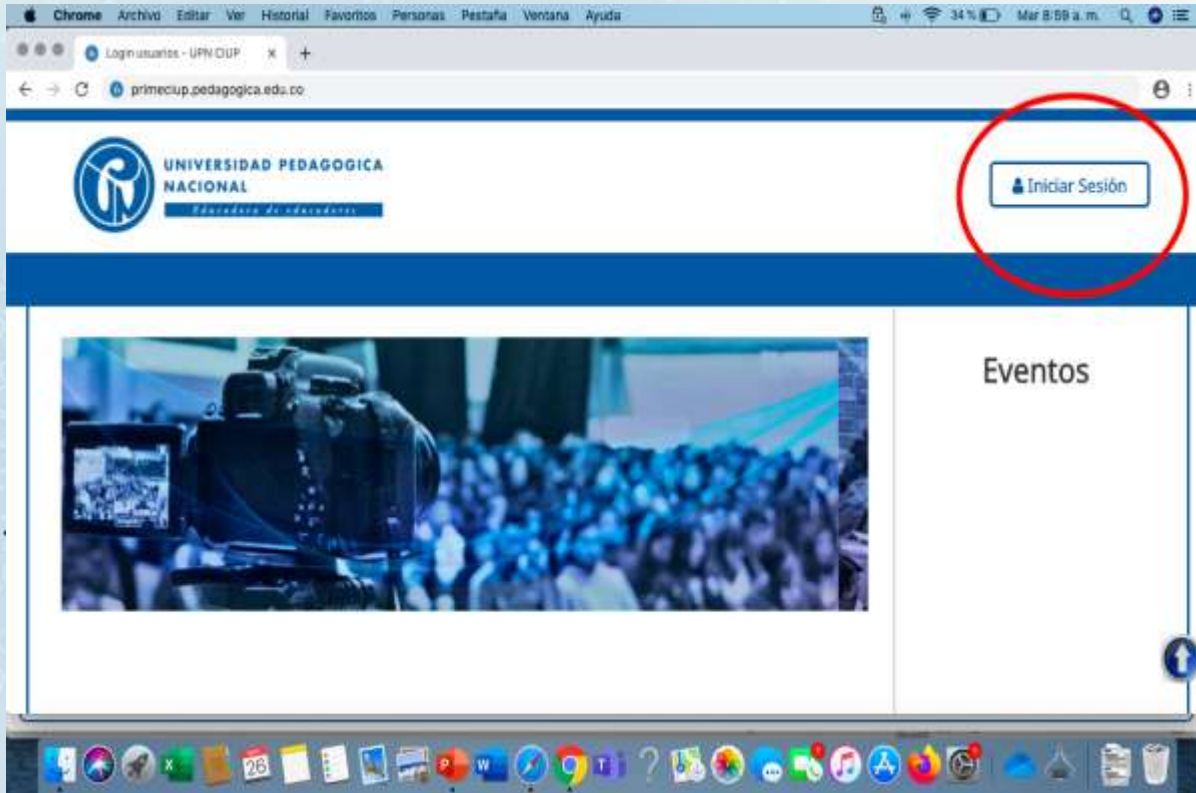 Chrome Archivo Editar Ver Historial Favoritos Personas Pestaña Ventana Ayuda 34 % Mar 8:59 a. m.
Login usuarios - UPN CIUP
primeciup.pedagogica.edu.co
UNIVERSIDAD PEDAGOGICA
NACIONAL
Educadora de educadores
Iniciar Sesión
Eventos
26